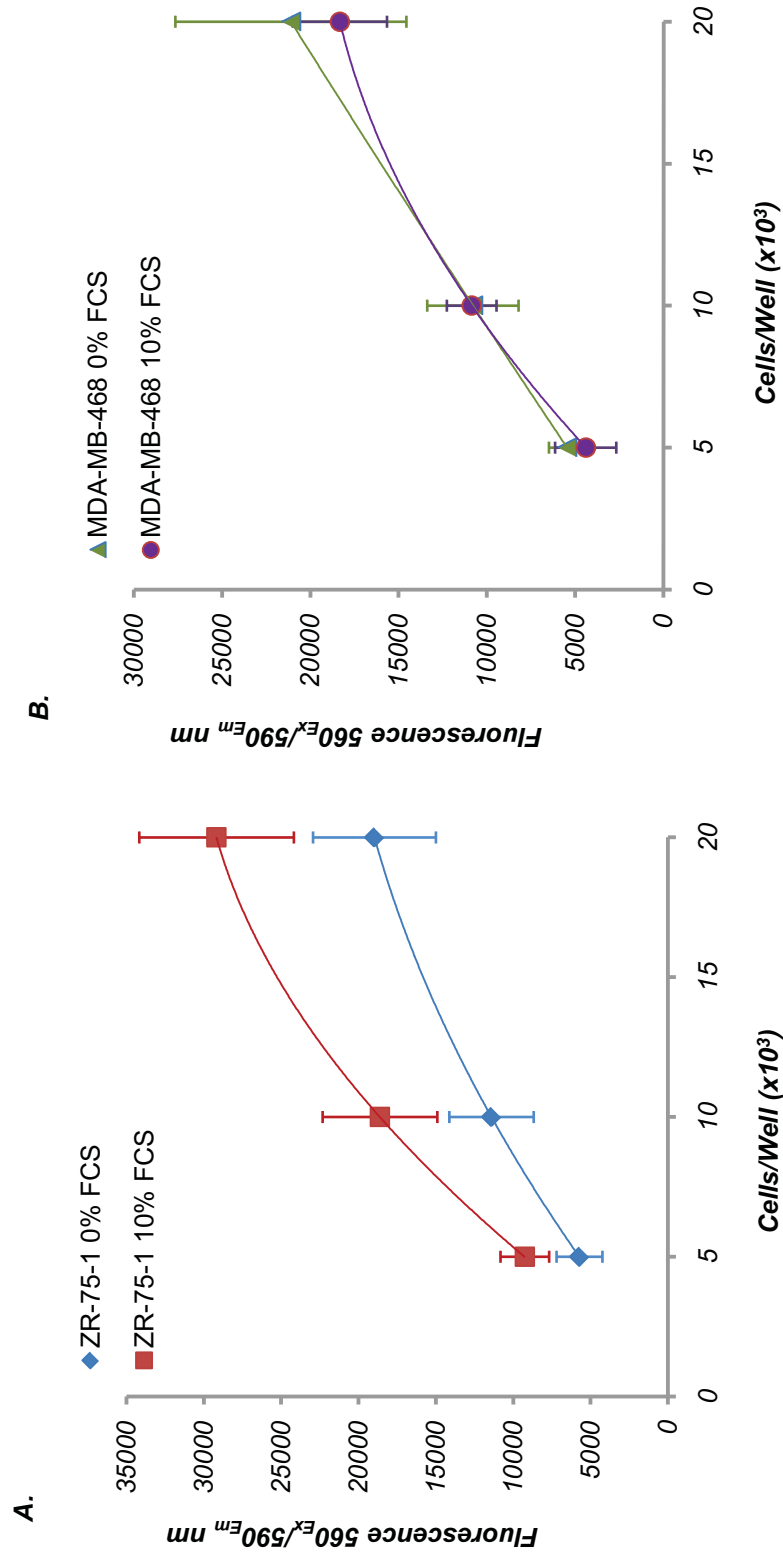 A.
ZR-75-1 0% FCS
ZR-75-1 10% FCS
35000
30000
25000
20000
15000
10000
5000
0
5
10
15
20
Fluorescence 560Ex/590Em nm
Cells/Well (x10³)
B.
MDA-MB-468 0% FCS
MDA-MB-468 10% FCS
30000
25000
20000
15000
10000
5000
0
0
5
10
15
20
Fluorescence 560Ex/590Em nm
Cells/Well (x10³)